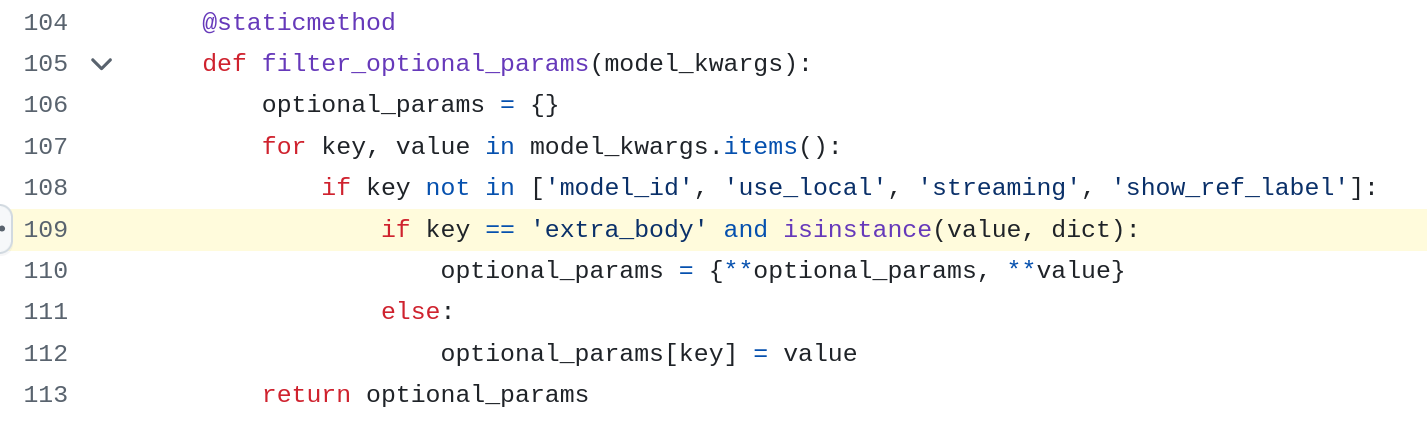 104 @staticmethod
105 def filter_optional_params(model_kwargs):
106 optional_params = {}
107 for key, value in model_kwargs.items():
108 if key not in ['model_id', 'use_local', 'streaming', 'show_ref_label']:
109 if key == 'extra_body' and isinstance(value, dict):
110 optional_params = {**optional_params, **value}
111 else:
112 optional_params[key] = value
113 return optional_params